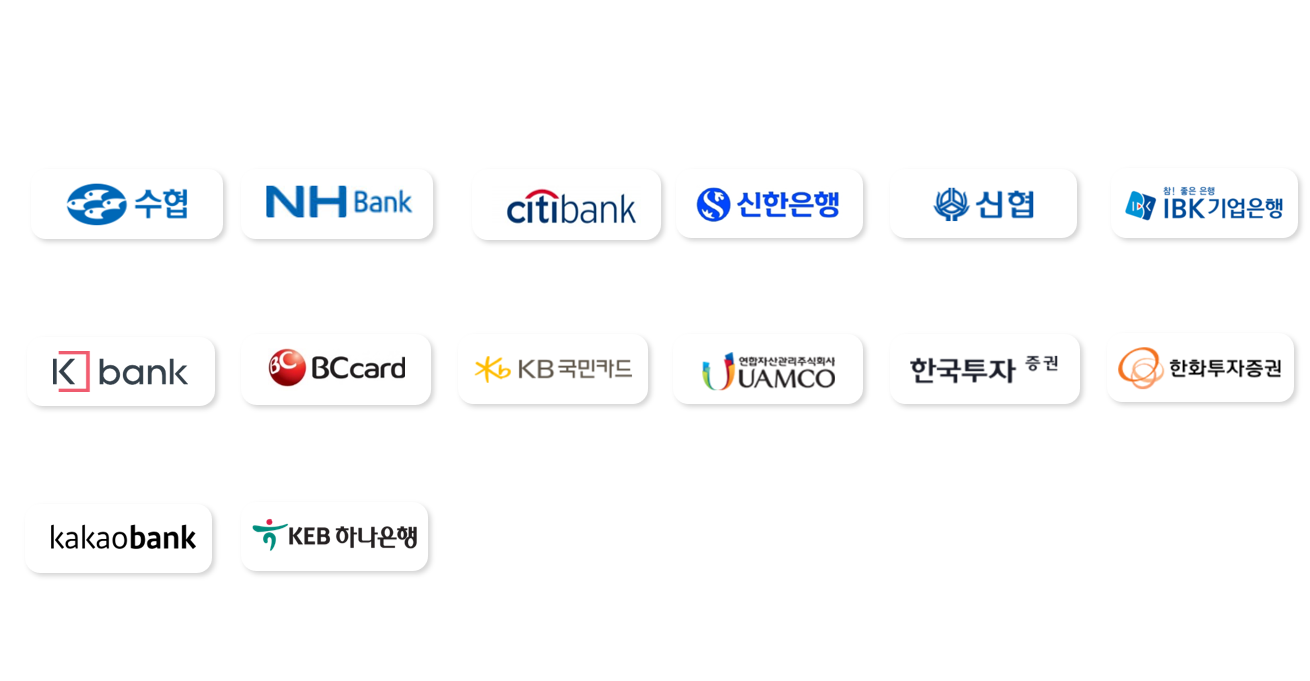 수협
NH Bank
citibank
신한은행
신협
참! 좋은 은행
IBK 기업은행
K bank
BC BCcard
Kb KB국민카드
연합자산관리주식회사
UAMCO
한국투자 증권
한화투자증권
kakaobank
KEB 하나은행